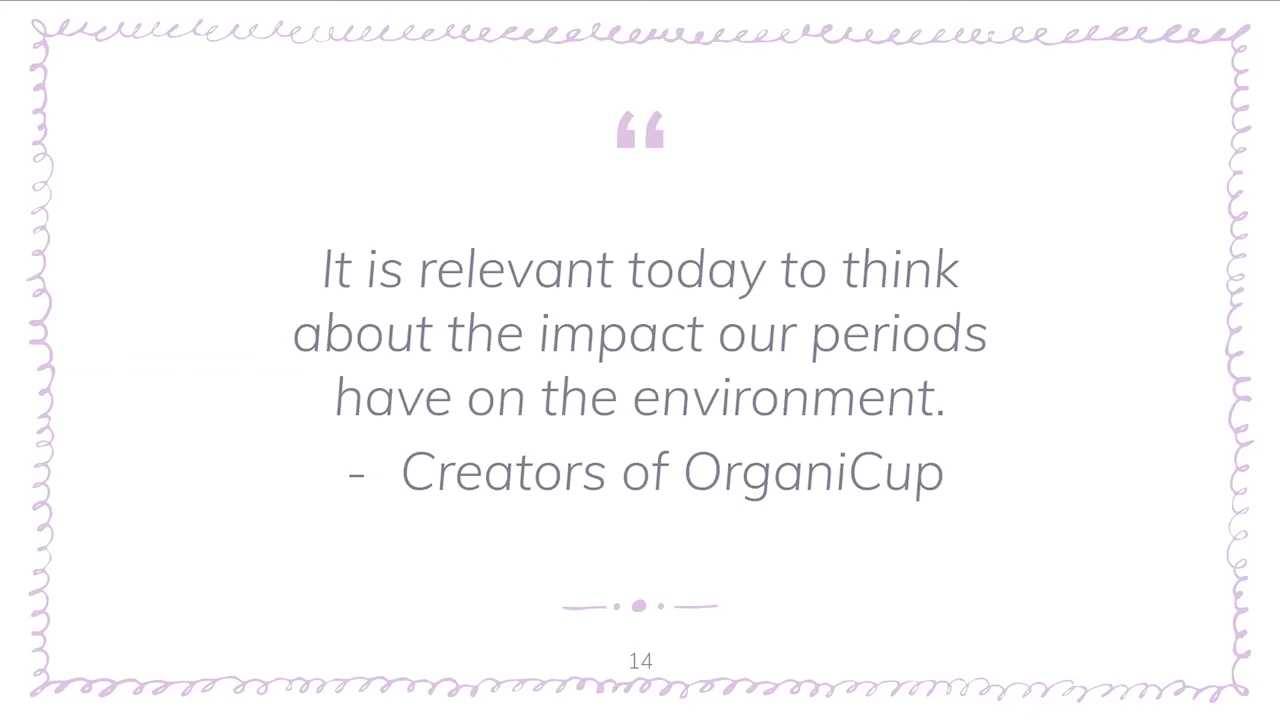 “
It is relevant today to think
about the impact our periods
have on the environment.
- Creators of OrganiCup
14